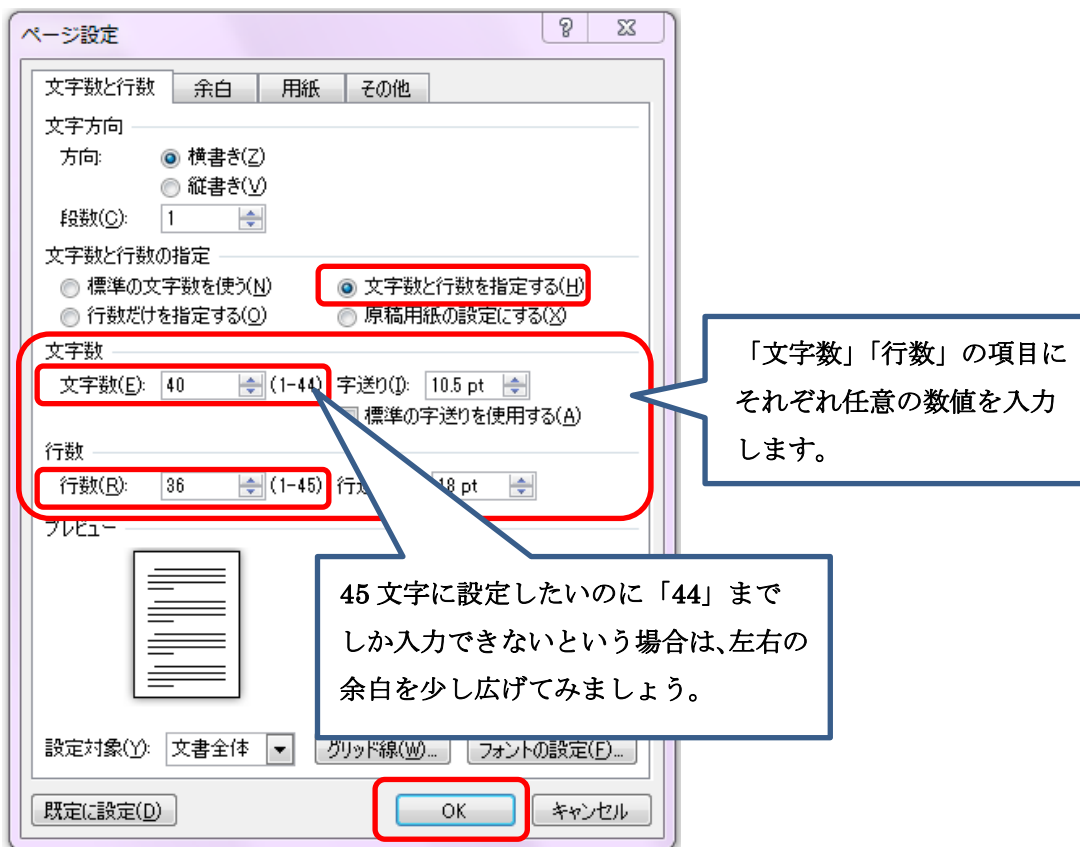 ページ設定
文字数と行数 余白 用紙 その他
文字方向
方向: 横書き(Z)
縦書き(V)
段数(C): 1
文字数と行数の指定
標準の文字数を使う(N) 文字数と行数を指定する(H)
行数だけを指定する(O) 原稿用紙の設定にする(X)
文字数
文字数(E): 40 (1-44) 字送り(I): 10.5 pt
標準の字送りを使用する(A)
行数
行数(R): 36 (1-45) 18 pt
プレビュー
「文字数」「行数」の項目に
それぞれ任意の数値を入力
します。
45 文字に設定したいのに「44」まで
しか入力できないという場合は、左右の
余白を少し広げてみましょう。
設定対象(Y): 文書全体 グリッド線(W)... フォントの設定(F)...
既定に設定(D) OK キャンセル